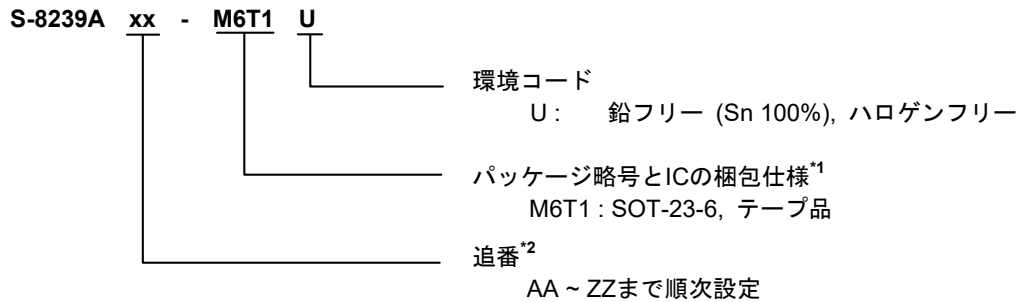 S-8239A xx - M6T1 U
環境コード
U : 鉛フリー (Sn 100%), ハロゲンフリー
パッケージ略号とICの梱包仕様*1
M6T1 : SOT-23-6, テープ品
追番*2
AA ~ ZZまで順次設定